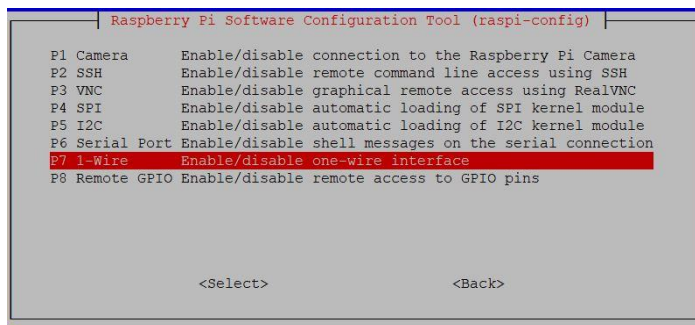 Raspberry Pi Software Configuration Tool (raspi-config)
P1 Camera Enable/disable connection to the Raspberry Pi Camera
P2 SSH Enable/disable remote command line access using SSH
P3 VNC Enable/disable graphical remote access using RealVNC
P4 SPI Enable/disable automatic loading of SPI kernel module
P5 I2C Enable/disable automatic loading of I2C kernel module
P6 Serial Port Enable/disable shell messages on the serial connection
P7 1-Wire Enable/disable one-wire interface
P8 Remote GPIO Enable/disable remote access to GPIO pins
<Select> <Back>